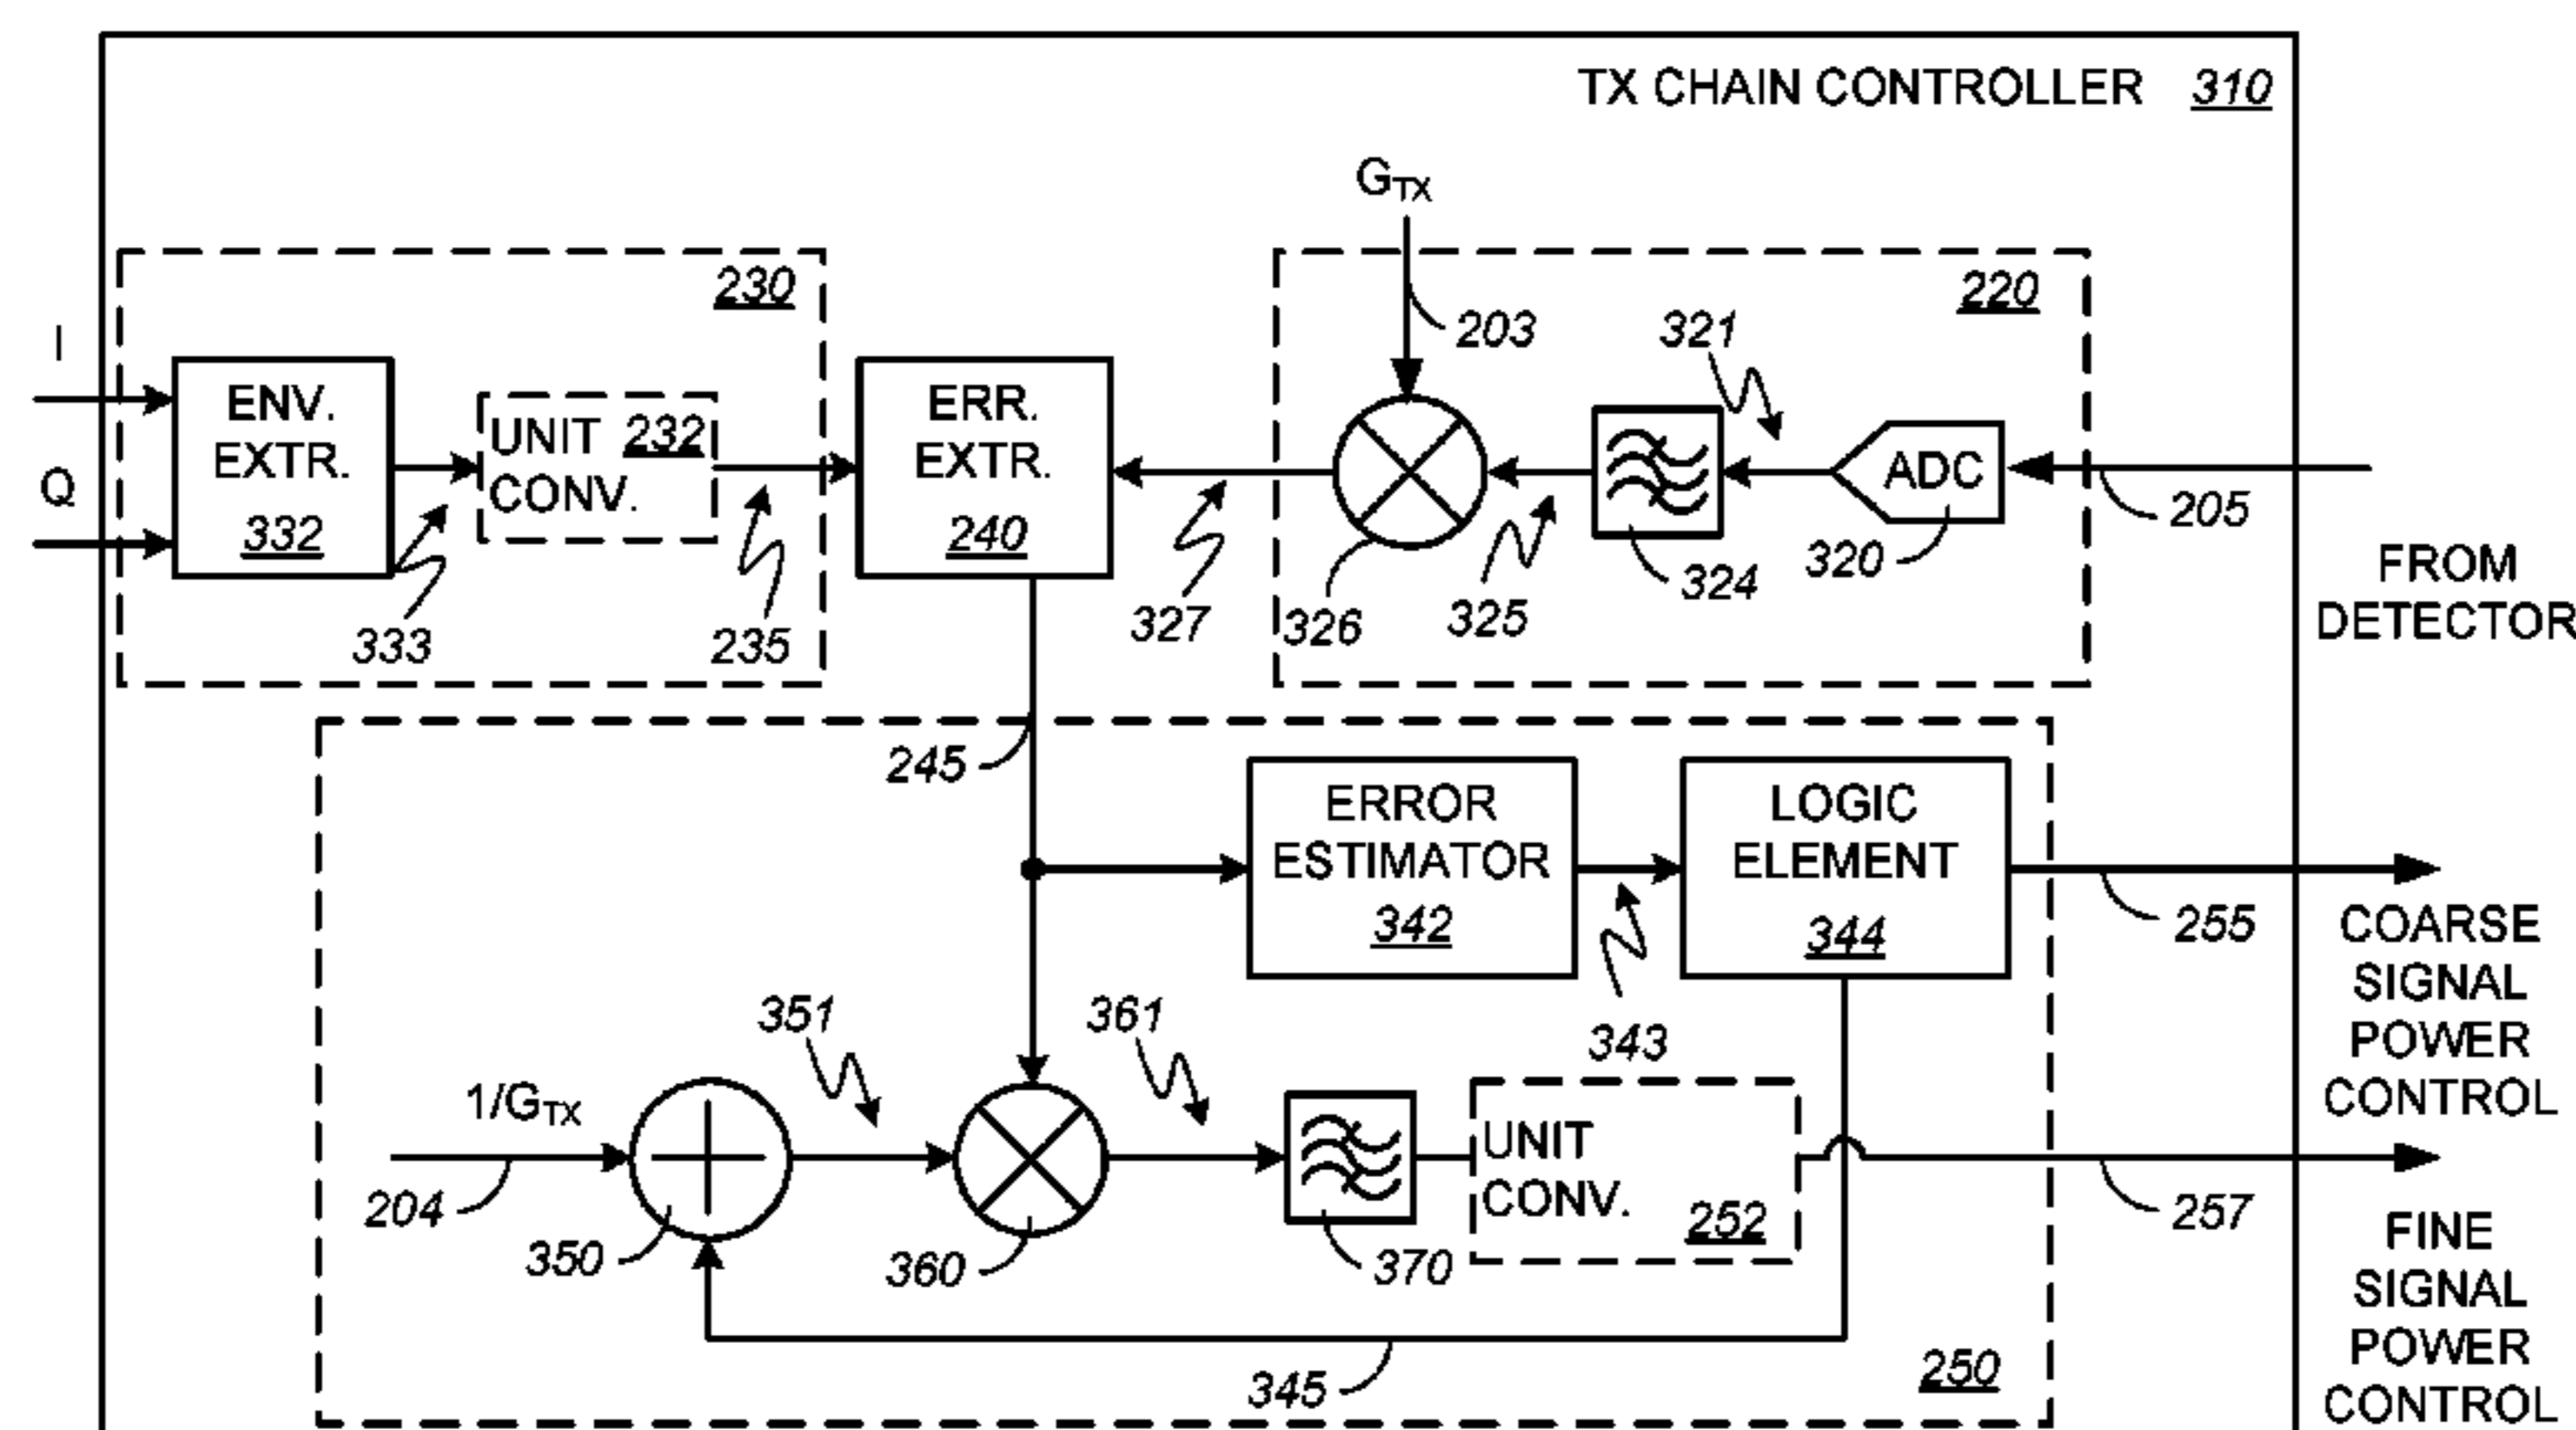 TX CHAIN CONTROLLER 310
GTX
230
220
203
321
I
Q
ENV.
EXTR.
332
UNIT 232
CONV.
ERR.
EXTR.
240
ADC
205
333
235
327
326
325
324
320
FROM
DETECTOR
245
ERROR
ESTIMATOR
342
LOGIC
ELEMENT
344
255
COARSE
SIGNAL
POWER
CONTROL
351
361
343
1/GTX
204
350
360
370
UNIT
CONV.
252
257
FINE
SIGNAL
POWER
CONTROL
345
250